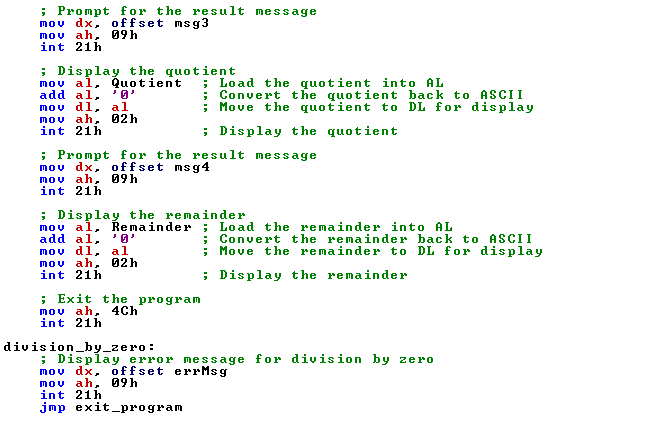 ; Prompt for the result message
mov dx, offset msg3
mov ah, 09h
int 21h
; Display the quotient
mov al, Quotient ; Load the quotient into AL
add al, '0' ; Convert the quotient back to ASCII
mov dl, al ; Move the quotient to DL for display
mov ah, 02h
int 21h ; Display the quotient
; Prompt for the result message
mov dx, offset msg4
mov ah, 09h
int 21h
; Display the remainder
mov al, Remainder ; Load the remainder into AL
add al, '0' ; Convert the remainder back to ASCII
mov dl, al ; Move the remainder to DL for display
mov ah, 02h
int 21h ; Display the remainder
; Exit the program
mov ah, 4Ch
int 21h
division_by_zero:
; Display error message for division by zero
mov dx, offset errMsg
mov ah, 09h
int 21h
jmp exit_program